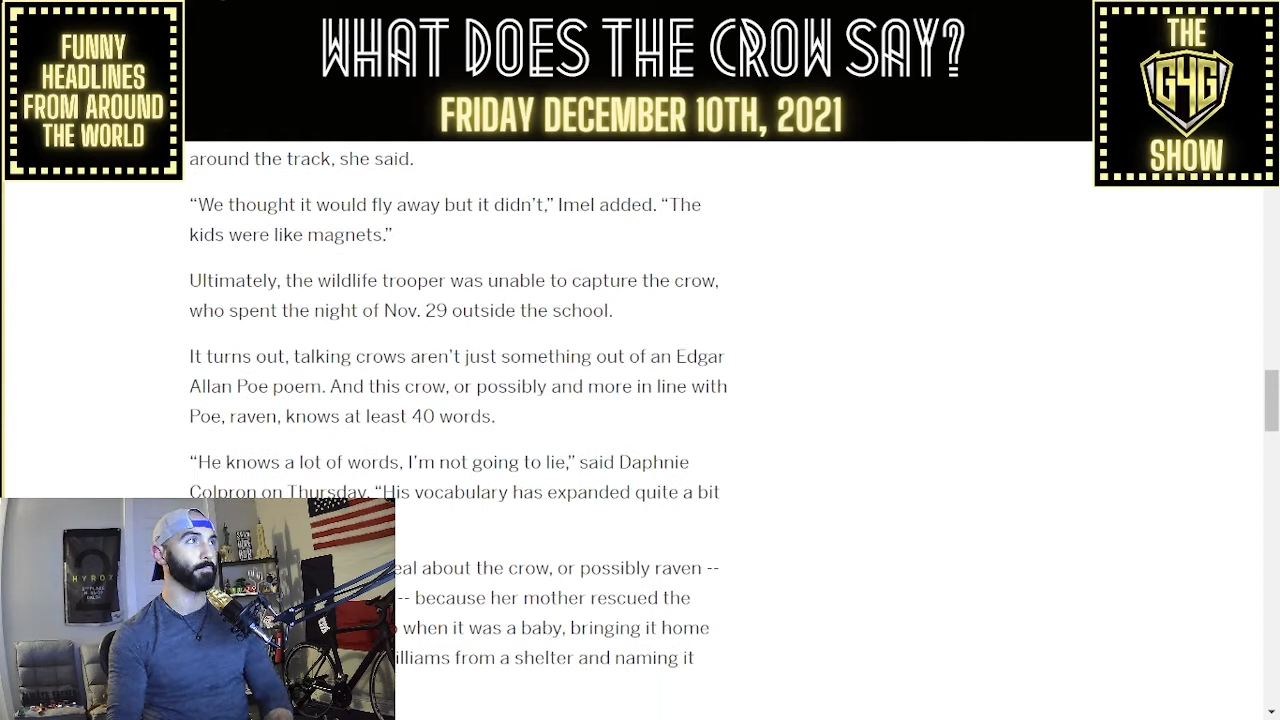 FUNNY
HEADLINES
FROM AROUND
THE WORLD
WHAT DOES THE CROW SAY?
FRIDAY DECEMBER 10TH, 2021
THE
G4G
SHOW
around the track, she said.
“We thought it would fly away but it didn’t,” Imel added. “The
kids were like magnets.”
Ultimately, the wildlife trooper was unable to capture the crow,
who spent the night of Nov. 29 outside the school.
It turns out, talking crows aren’t just something out of an Edgar
Allan Poe poem. And this crow, or possibly and more in line with
Poe, raven, knows at least 40 words.
“He knows a lot of words, I’m not going to lie,” said Daphnie
Colpron on Thursday. “His vocabulary has expanded quite a bit
eal about the crow, or possibly raven --
-- because her mother rescued the
when it was a baby, bringing it home
illiams from a shelter and naming it
HYROX